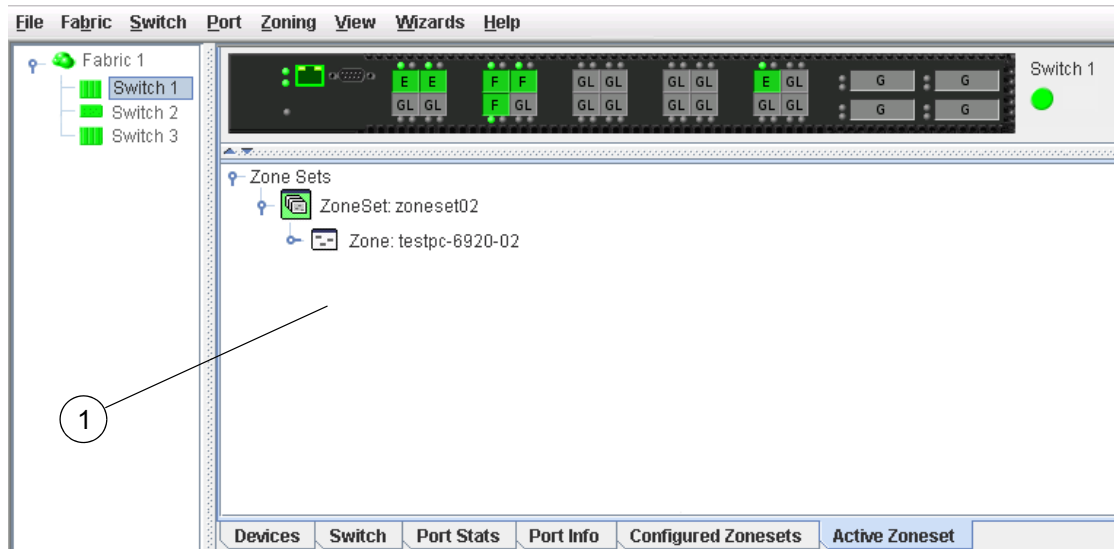 File Fabric Switch Port Zoning View Wizards Help
Fabric 1
Switch 1
Switch 2
Switch 3
E E F F GL GL GL GL E GL G G
GL GL F GL GL GL GL GL GL GL G G
Switch 1
Zone Sets
ZoneSet: zoneset02
Zone: testpc-6920-02
1
Devices Switch Port Stats Port Info Configured Zonesets Active Zoneset